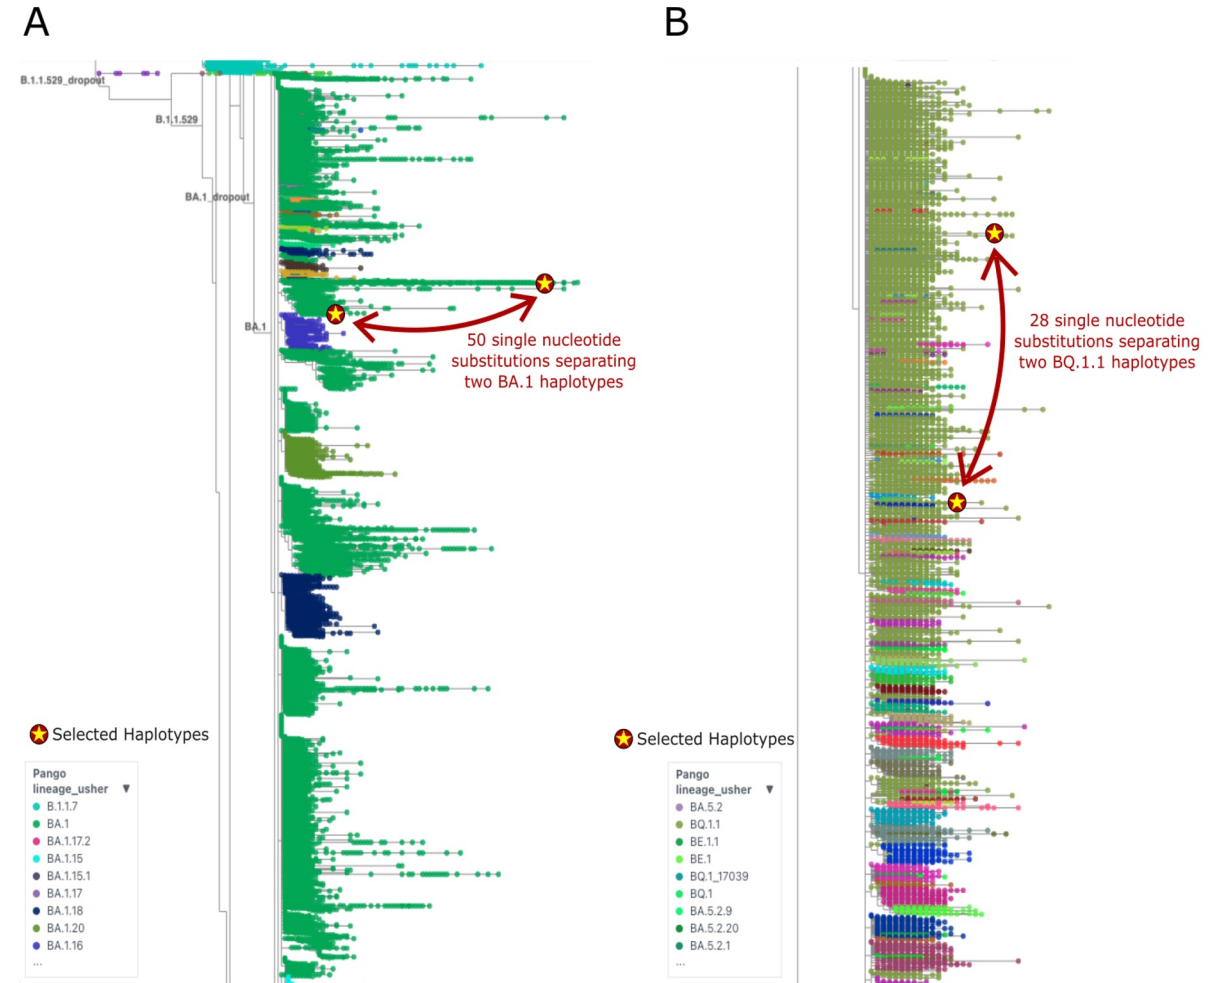 A
B.1.1.529_dropout
B.1.1.529
BA.1_dropout
BA.1
50 single nucleotide
substitutions separating
two BA.1 haplotypes
Selected Haplotypes
Pango
lineage_usher ▼
B.1.1.7
BA.1
BA.1.17.2
BA.1.15
BA.1.15.1
BA.1.17
BA.1.18
BA.1.20
BA.1.16
...
B
28 single nucleotide
substitutions separating
two BQ.1.1 haplotypes
Selected Haplotypes
Pango
lineage_usher ▼
BA.5.2
BQ.1.1
BE.1.1
BE.1
BQ.1_17039
BQ.1
BA.5.2.9
BA.5.2.20
BA.5.2.1
...